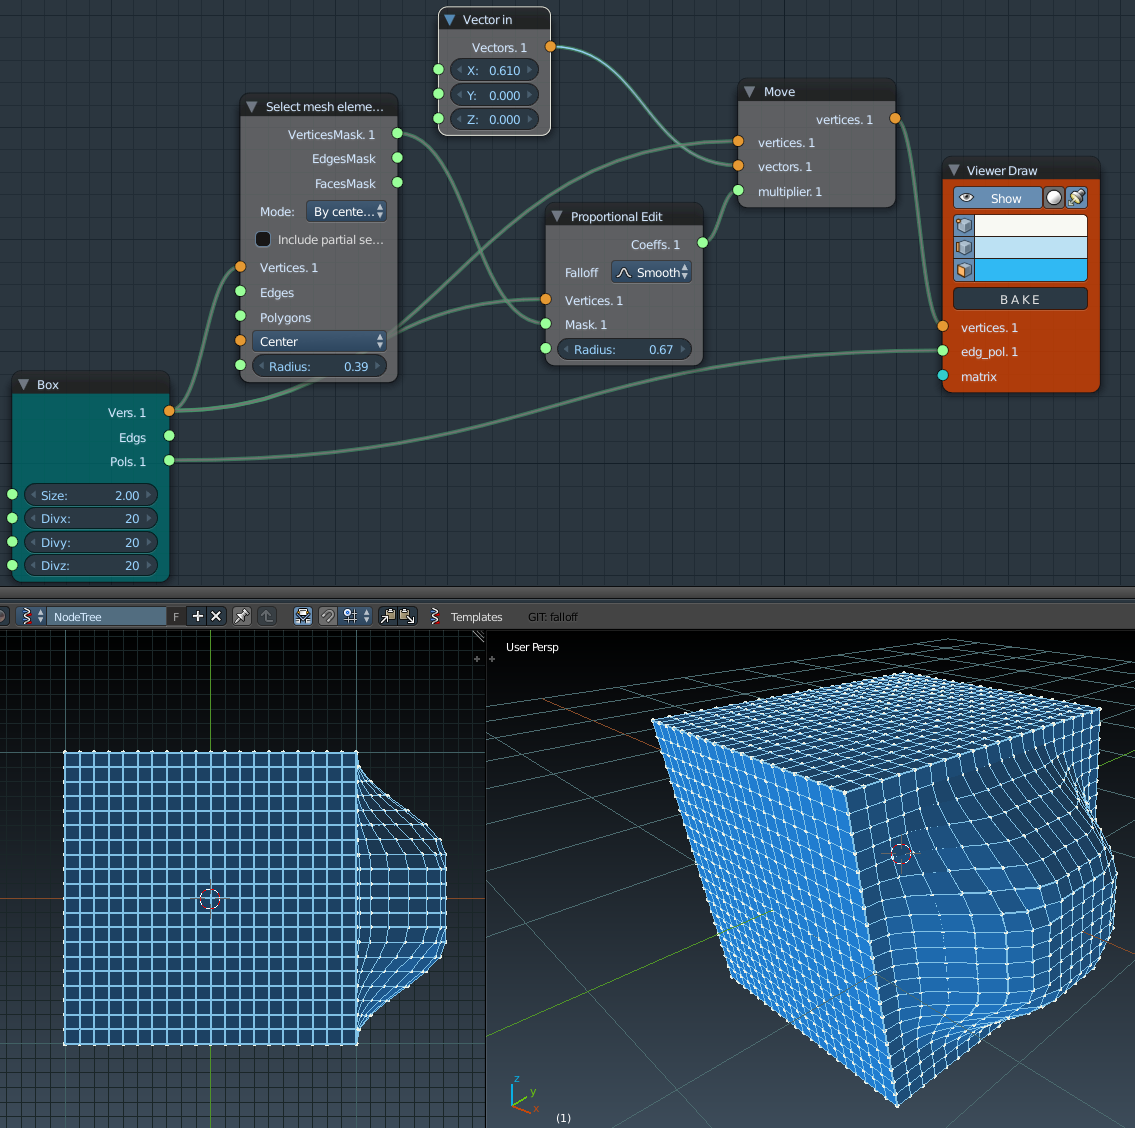 Vector in
Vectors. 1
X: 0.610
Y: 0.000
Z: 0.000
Select mesh eleme...
VerticesMask. 1
EdgesMask
FacesMask
Mode: By cente...
Include partial se...
Vertices. 1
Edges
Polygons
Center
Radius: 0.39
Move
vertices. 1
vertices. 1
vectors. 1
multiplier. 1
Proportional Edit
Coeffs. 1
Falloff Smooth
Vertices. 1
Mask. 1
Radius: 0.67
Viewer Draw
Show
BAKE
vertices. 1
edg_pol. 1
matrix
Box
Vers. 1
Edgs
Pols. 1
Size: 2.00
Divx: 20
Divy: 20
Divz: 20
NodeTree F Templates GIT: falloff
User Persp
z
y
x
(1)